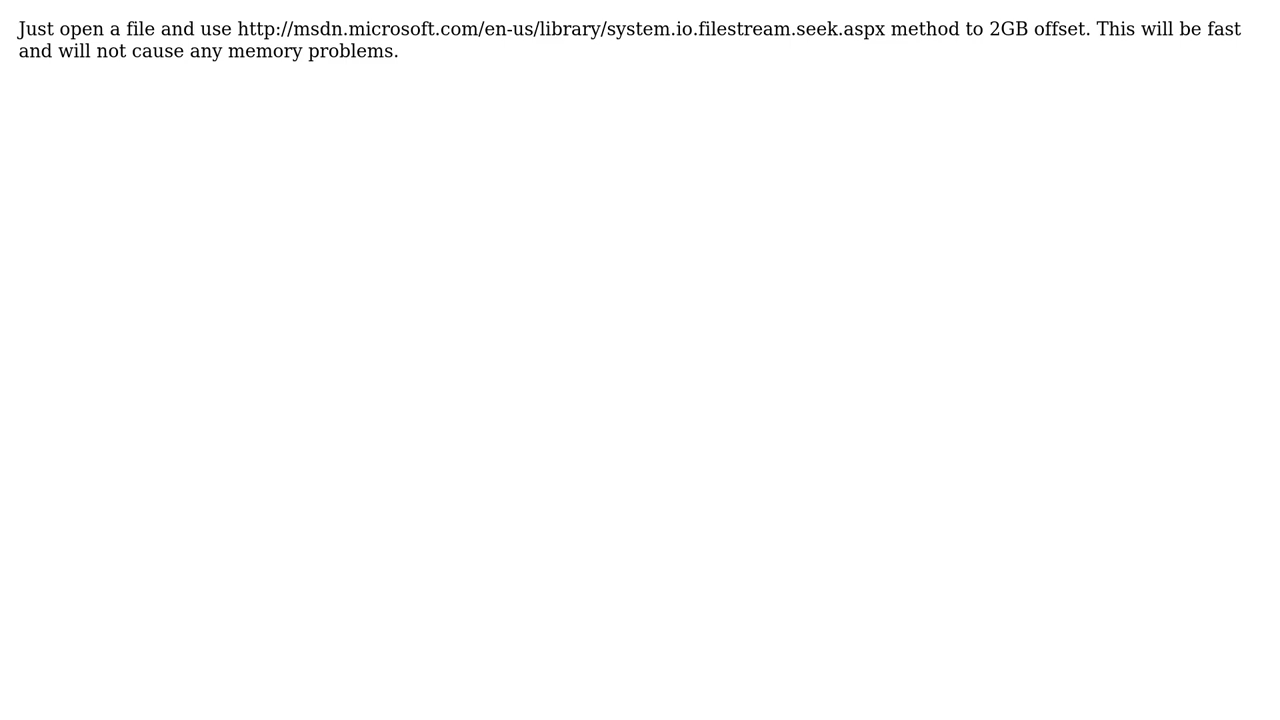 Just open a file and use http://msdn.microsoft.com/en-us/library/system.io.filestream.seek.aspx method to 2GB offset. This will be fast
and will not cause any memory problems.